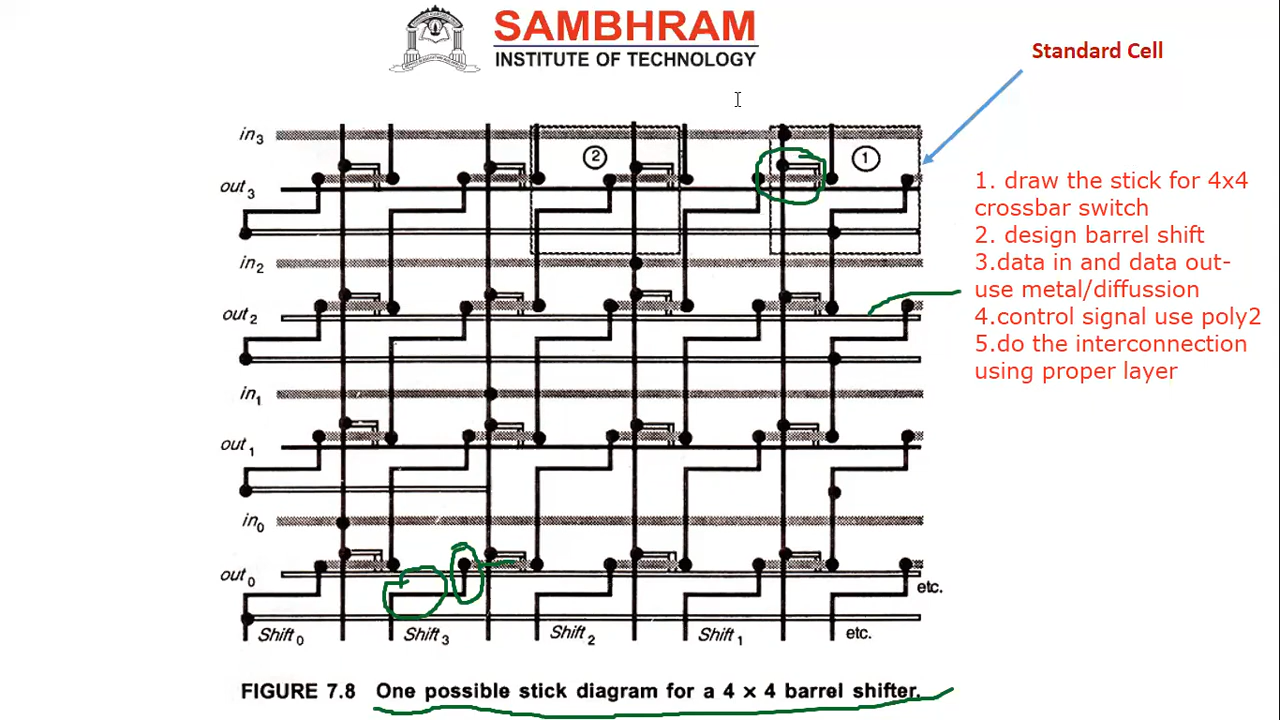 SAMBHRAM
INSTITUTE OF TECHNOLOGY
Standard Cell
in3
2
1
out3
1. draw the stick for 4x4
crossbar switch
2. design barrel shift
3.data in and data out-
use metal/diffussion
4.control signal use poly2
5.do the interconnection
using proper layer
in2
out2
in1
out1
in0
out0
etc.
Shift0
Shift3
Shift2
Shift1
etc.
FIGURE 7.8 One possible stick diagram for a 4 × 4 barrel shifter.